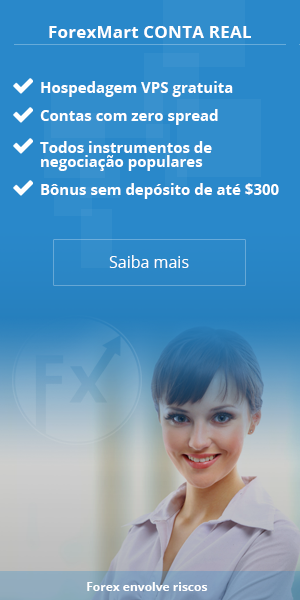 ForexMart CONTA REAL
Hospedagem VPS gratuita
Contas com zero spread
Todos instrumentos de
negociação populares
Bônus sem depósito de até $300
Saiba mais
Fx
Forex envolve riscos